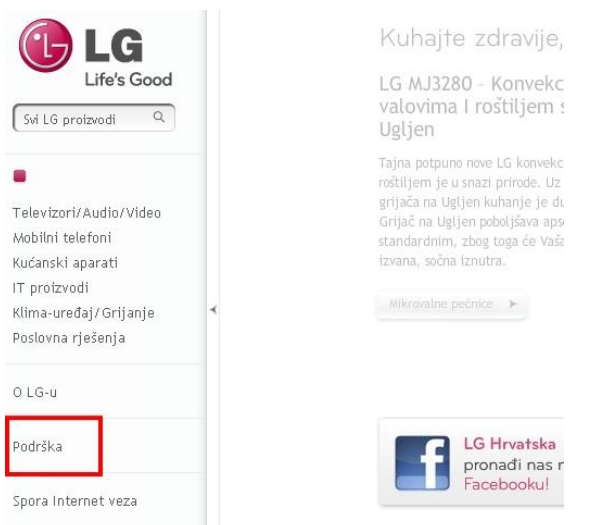 LG
Life's Good
Svi LG proizvodi
Televizori/Audio/Video
Mobilni telefoni
Kućanski aparati
IT proizvodi
Klima-uređaj/Grijanje
Poslovna rješenja
O LG-u
Podrška
Spora Internet veza
Kuhajte zdravije,
LG MJ3280 - Konvekc
valovima I roštiljem s
Ugljen
Tajna potpuno nove LG konvekc
roštiljem je u snazi prirode. Uz
grijača na Ugljen kuhanje je du
Grijač na Ugljen poboljšava apso
standardnim, zbog toga će Vaša
izvana, sočna iznutra.
Mikrovalne pećnice
LG Hrvatska
pronađi nas n
Facebooku!